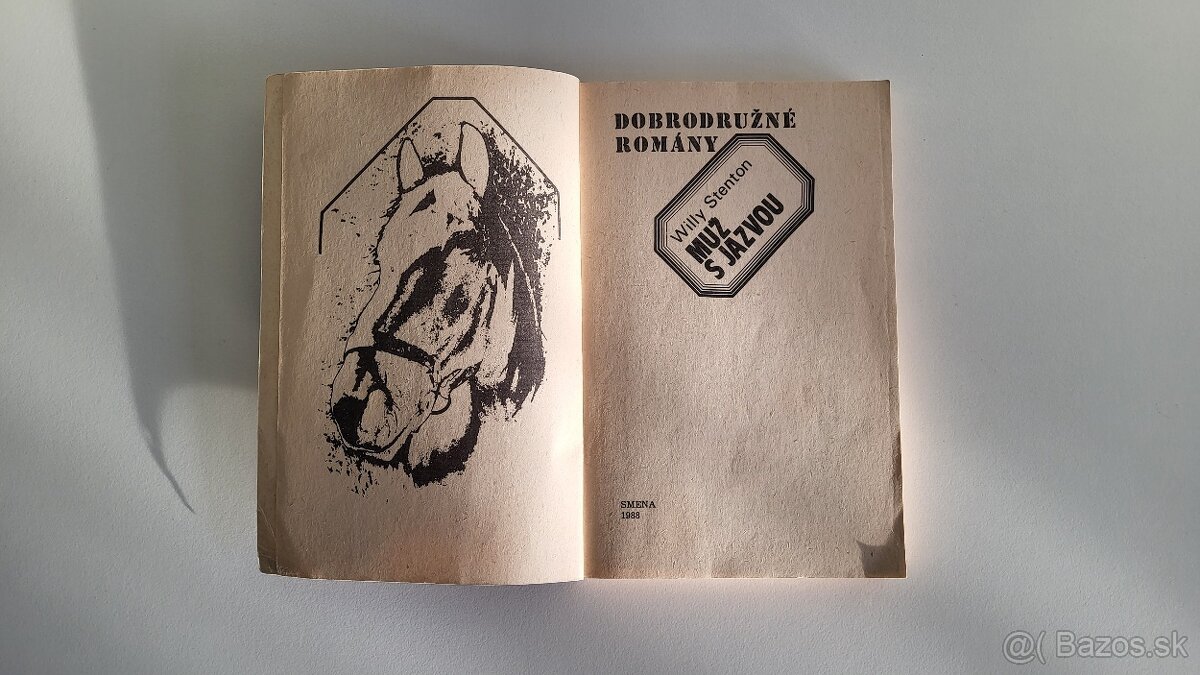 DOBRODRUŽNÉ
ROMÁNY
Willy Stenton
MUŽ
S JAZVOU
SMENA
1988
@( Bazos.sk